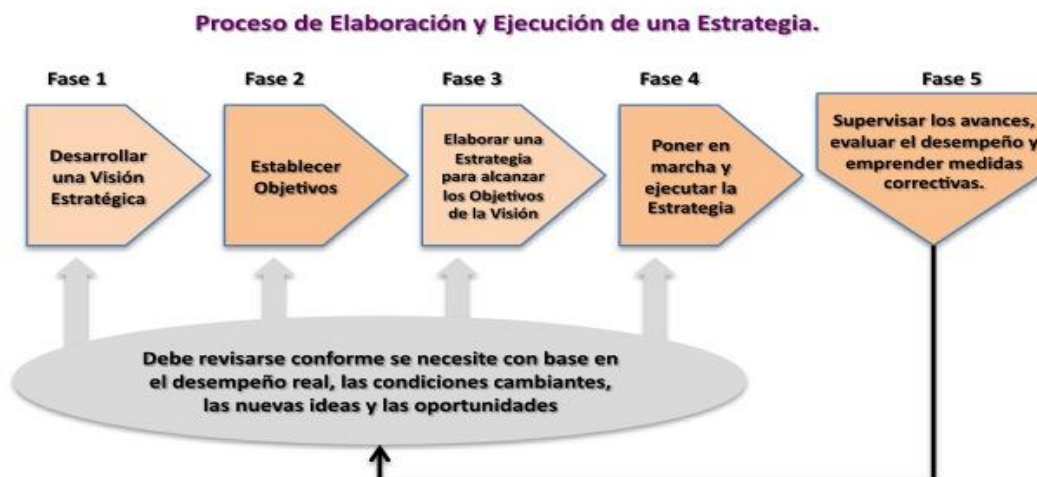 Proceso de Elaboración y Ejecución de una Estrategia.
Fase 1
Fase 2
Fase 3
Fase 4
Fase 5
Desarrollar
una Visión
Estratégica
Establecer
Objetivos
Elaborar una
Estrategia
para alcanzar
los Objetivos
de la Visión
Poner en
marcha y
ejecutar la
Estrategia
Supervisar los avances,
evaluar el desempeño y
emprender medidas
correctivas.
Debe revisarse conforme se necesite con base en
el desempeño real, las condiciones cambiantes,
las nuevas ideas y las oportunidades